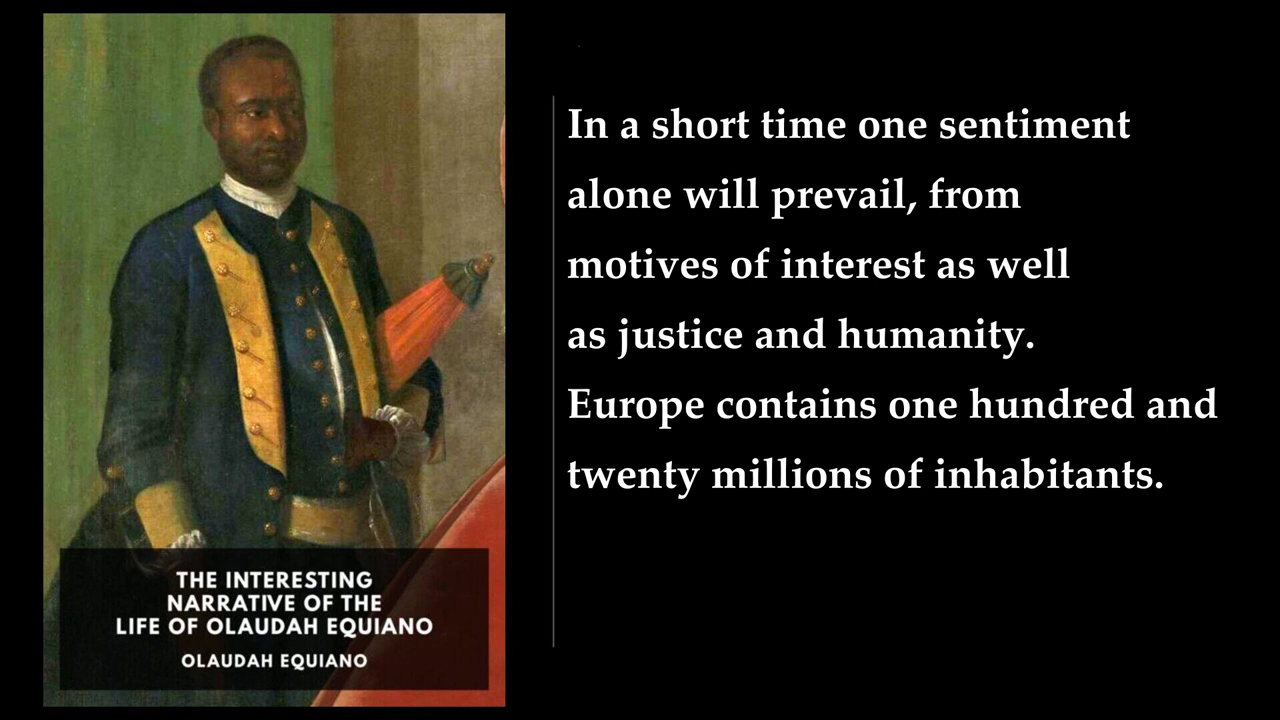 THE INTERESTING
NARRATIVE OF THE
LIFE OF OLAUDAH EQUIANO
OLAUDAH EQUIANO
In a short time one sentiment
alone will prevail, from
motives of interest as well
as justice and humanity.
Europe contains one hundred and
twenty millions of inhabitants.